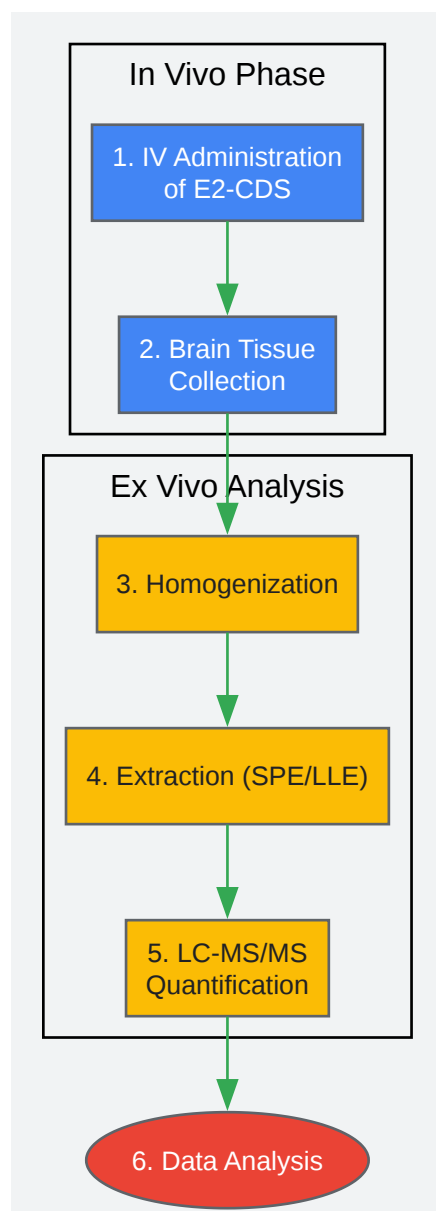 In Vivo Phase
1. IV Administration
of E2-CDS
2. Brain Tissue
Collection
Ex Vivo Analysis
3. Homogenization
4. Extraction (SPE/LLE)
5. LC-MS/MS
Quantification
6. Data Analysis